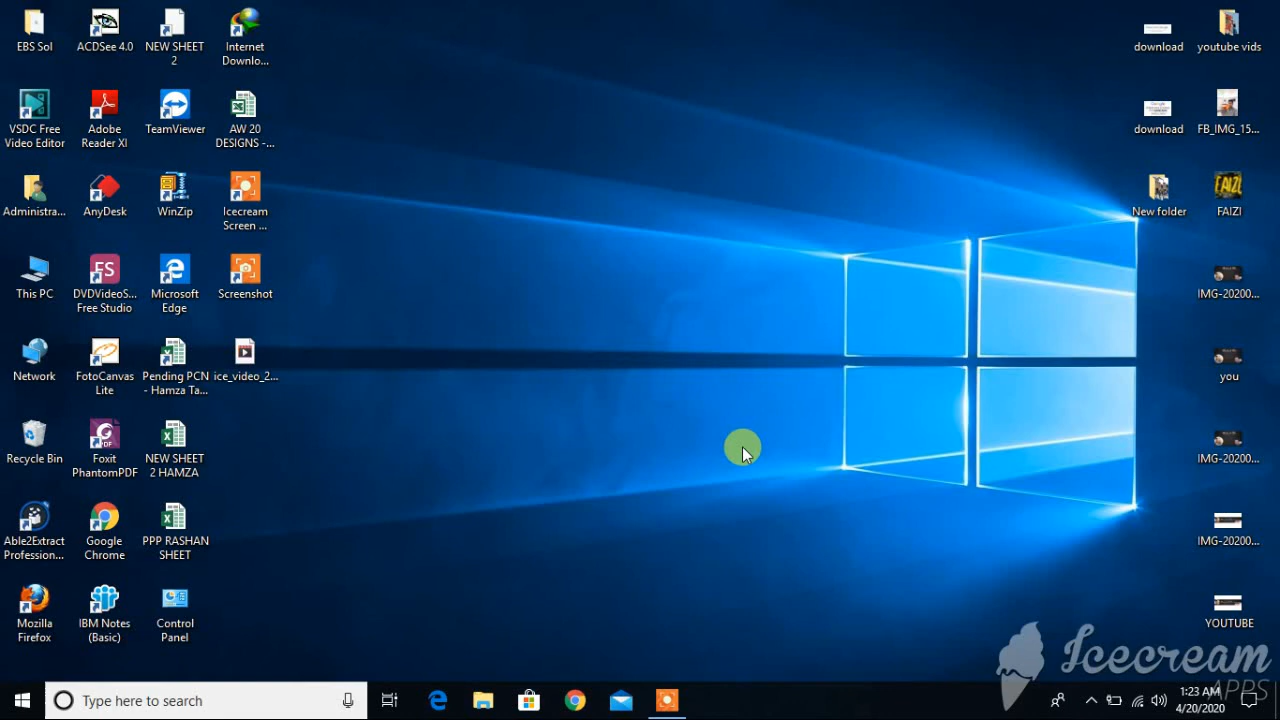 EBS Sol
ACDSee 4.0
NEW SHEET
2
Internet
Downlo...
download
youtube vids
VSDC Free
Video Editor
Adobe
Reader XI
TeamViewer
AW 20
DESIGNS -...
download
FB_IMG_15...
Administra...
AnyDesk
WinZip
Icecream
Screen ...
New folder
FAIZI
FAIZI
This PC
FS
DVDVideoS...
Free Studio
Microsoft
Edge
Screenshot
IMG-20200...
Network
FotoCanvas
Lite
Pending PCN
- Hamza Ta...
ice_video_2...
you
Recycle Bin
PDF
Foxit
PhantomPDF
NEW SHEET
2 HAMZA
IMG-20200...
Able2Extract
Profession...
Google
Chrome
PPP RASHAN
SHEET
IMG-20200...
Mozilla
Firefox
IBM Notes
(Basic)
Control
Panel
YOUTUBE
Icecream
APPS
Type here to search
1:23 AM
4/20/2020